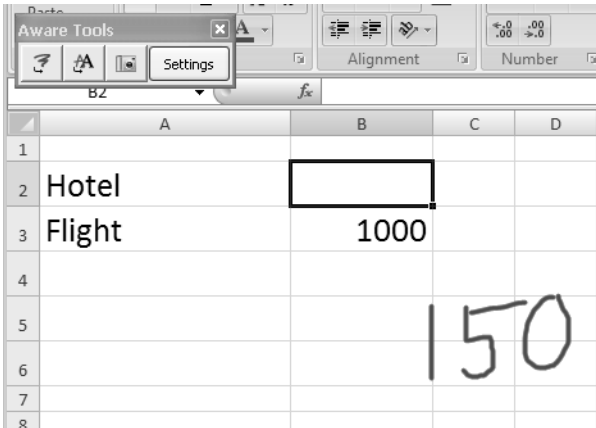 Paste
Aware Tools
A
A Settings
Alignment Number
B2 fx
A B C D
1
2 Hotel
3 Flight 1000
4
5
6
150
7
8